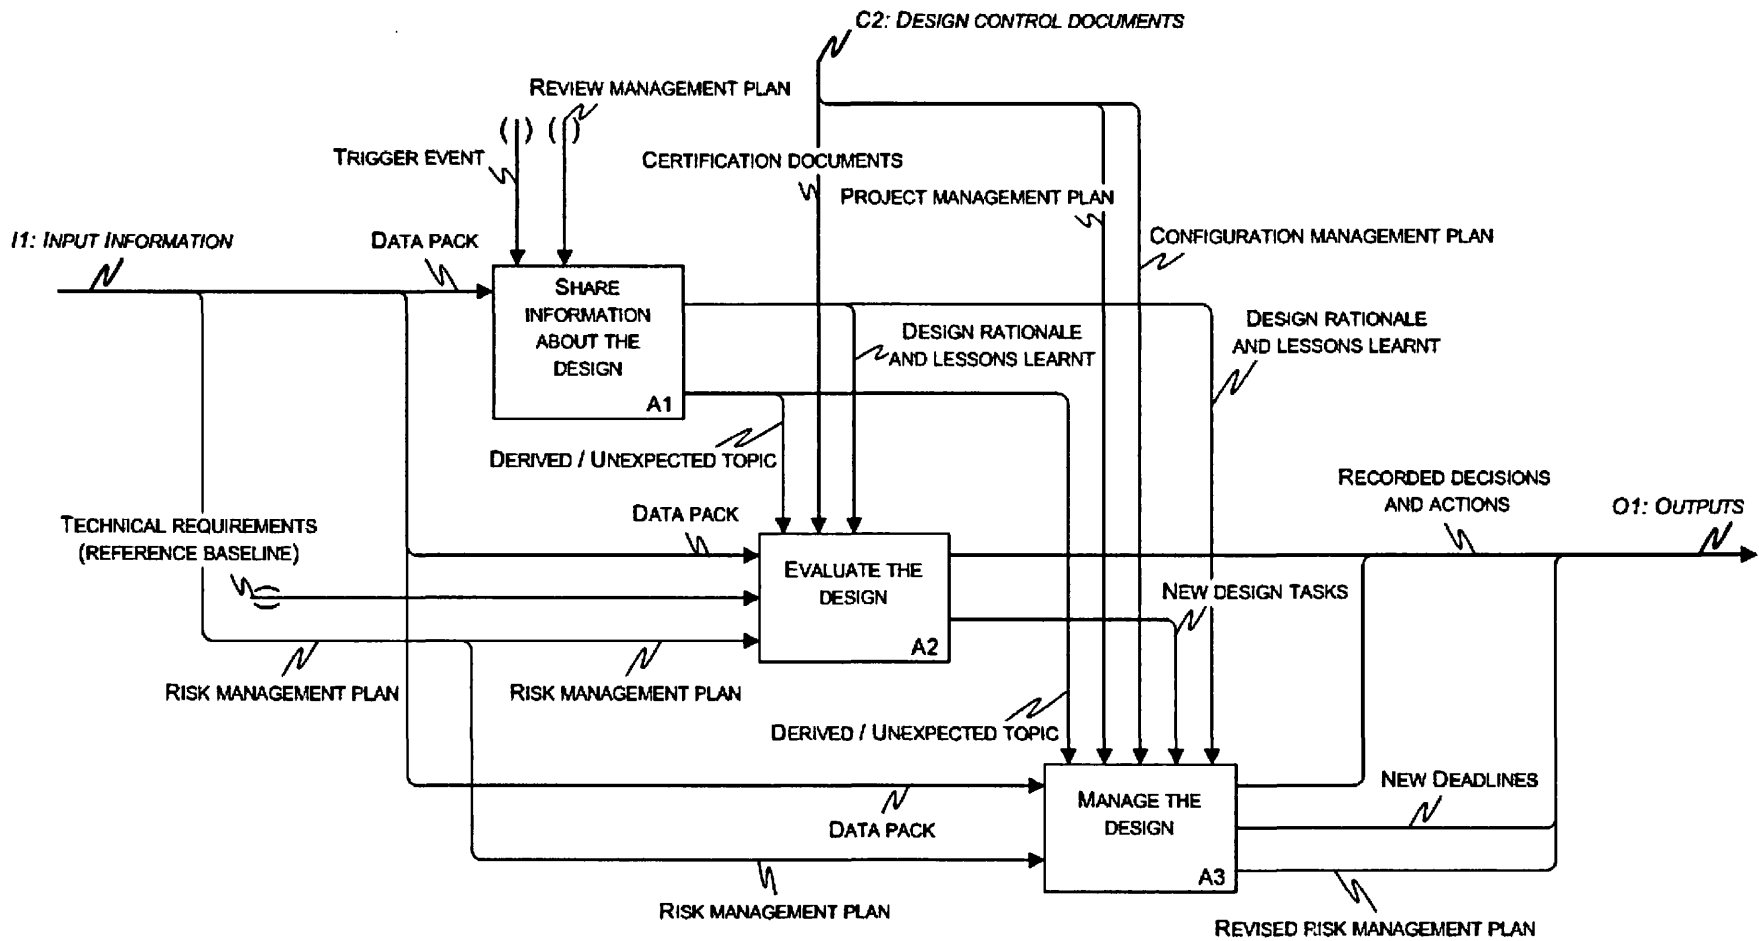 C2: DESIGN CONTROL DOCUMENTS
REVIEW MANAGEMENT PLAN
TRIGGER EVENT
CERTIFICATION DOCUMENTS
PROJECT MANAGEMENT PLAN
I1: INPUT INFORMATION
DATA PACK
CONFIGURATION MANAGEMENT PLAN
SHARE
INFORMATION
ABOUT THE
DESIGN
A1
DESIGN RATIONALE
AND LESSONS LEARNT
DESIGN RATIONALE
AND LESSONS LEARNT
DERIVED / UNEXPECTED TOPIC
RECORDED DECISIONS
AND ACTIONS
O1: OUTPUTS
TECHNICAL REQUIREMENTS
(REFERENCE BASELINE)
DATA PACK
EVALUATE THE
DESIGN
A2
NEW DESIGN TASKS
RISK MANAGEMENT PLAN
RISK MANAGEMENT PLAN
DERIVED / UNEXPECTED TOPIC
MANAGE THE
DESIGN
A3
NEW DEADLINES
DATA PACK
RISK MANAGEMENT PLAN
REVISED RISK MANAGEMENT PLAN